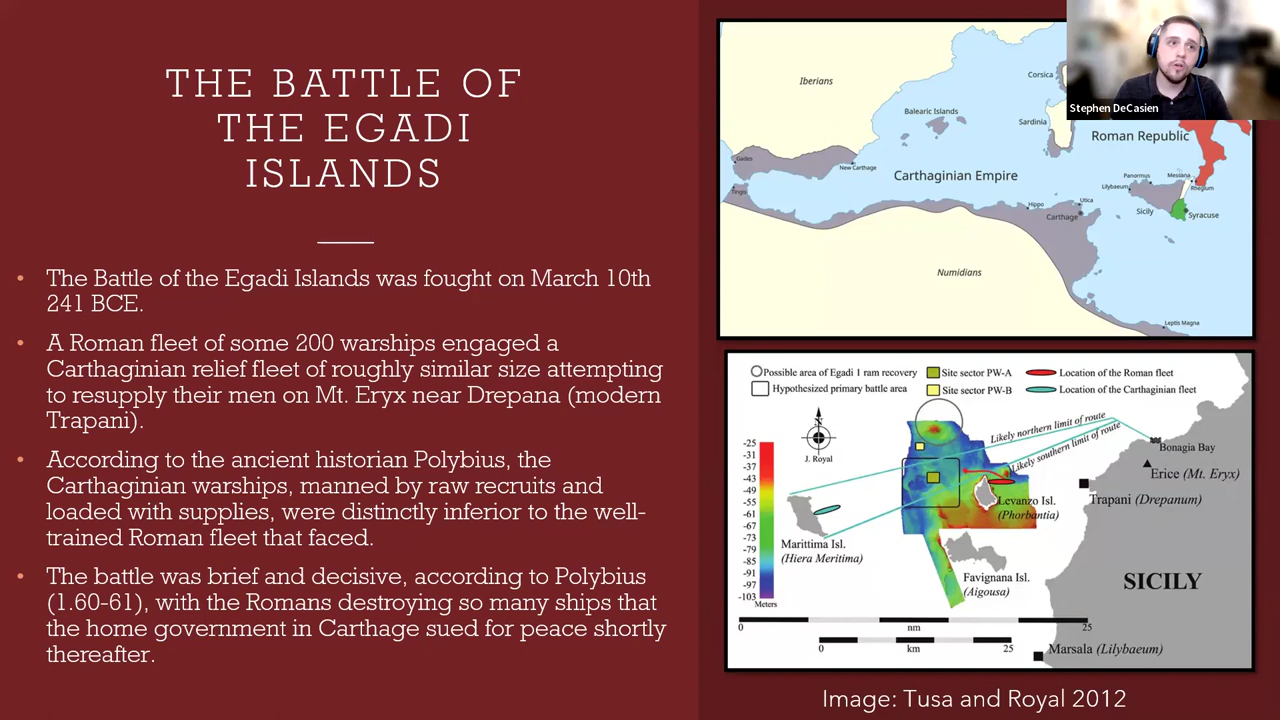 THE BATTLE OF
THE EGADI
ISLANDS
• The Battle of the Egadi Islands was fought on March 10th
241 BCE.
• A Roman fleet of some 200 warships engaged a
Carthaginian relief fleet of roughly similar size attempting
to resupply their men on Mt. Eryx near Drepana (modern
Trapani).
• According to the ancient historian Polybius, the
Carthaginian warships, manned by raw recruits and
loaded with supplies, were distinctly inferior to the well-
trained Roman fleet that faced.
• The battle was brief and decisive, according to Polybius
(1.60-61), with the Romans destroying so many ships that
the home government in Carthage sued for peace shortly
thereafter.
Stephen DeCasien
Iberians
Corsica
Balearic Islands
Sardinia
Roman Republic
Gades
New Carthage
Carthaginian Empire
Panormus
Messana
Lilybaeum
Rhegium
Tingis
Hippo
Utica
Sicily
Syracuse
Carthage
Numidians
Leptis Magna
Possible area of Egadi 1 ram recovery
Site sector PW-A
Location of the Roman fleet
Hypothesized primary battle area
Site sector PW-B
Location of the Carthaginian fleet
N
J. Royal
Likely northern limit of route
Likely southern limit of route
Bonagia Bay
Erice (Mt. Eryx)
Trapani (Drepanum)
Levanzo Isl.
(Phorbantia)
Marittima Isl.
(Hiera Meritima)
Favignana Isl.
(Aigousa)
SICILY
-25
-31
-37
-43
-49
-55
-61
-67
-73
-79
-85
-91
-97
-103
Meters
0
25
nm
0
25
km
Marsala (Lilybaeum)
Image: Tusa and Royal 2012